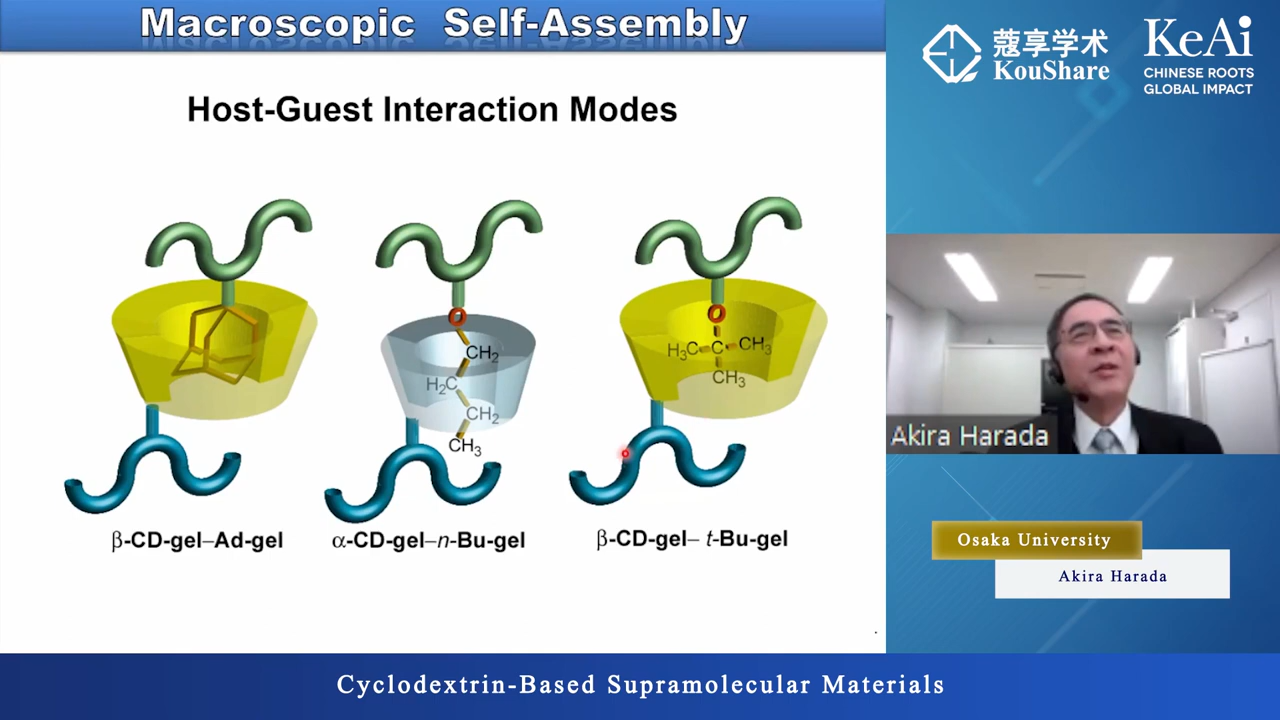 Macroscopic Self-Assembly
Host-Guest Interaction Modes
O
CH2
H2C
CH2
CH3
O
H3C C CH3
CH3
β-CD-gel–Ad-gel
α-CD-gel–n-Bu-gel
β-CD-gel– t-Bu-gel
蔻享学术
KouShare
KeAi
CHINESE ROOTS
GLOBAL IMPACT
Akira Harada
Osaka University
Akira Harada
Cyclodextrin-Based Supramolecular Materials